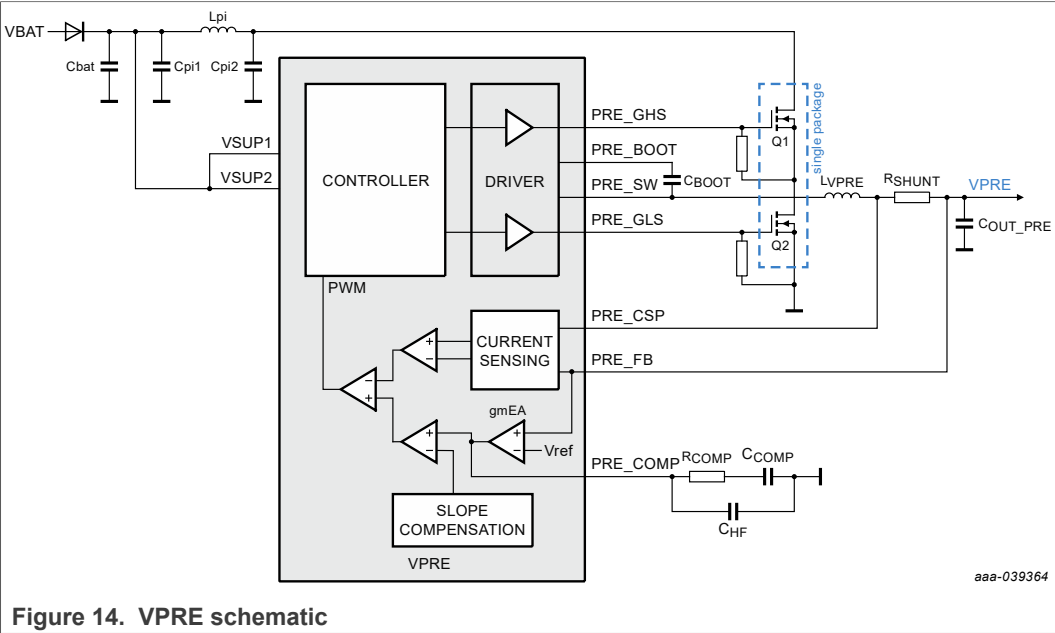 Lpi
VBAT
Cbat
Cpi1
Cpi2
single package
PRE_GHS
Q1
VSUP1
PRE_BOOT
VSUP2
CONTROLLER
DRIVER
PRE_SW
CBOOT
LVPRE
RSHUNT
VPRE
PRE_GLS
Q2
COUT_PRE
PWM
PRE_CSP
+
−
CURRENT
SENSING
PRE_FB
−
+
gmEA
+
−
+
−
Vref
PRE_COMP
RCOMP
CCOMP
CHF
SLOPE
COMPENSATION
VPRE
aaa-039364
Figure 14. VPRE schematic